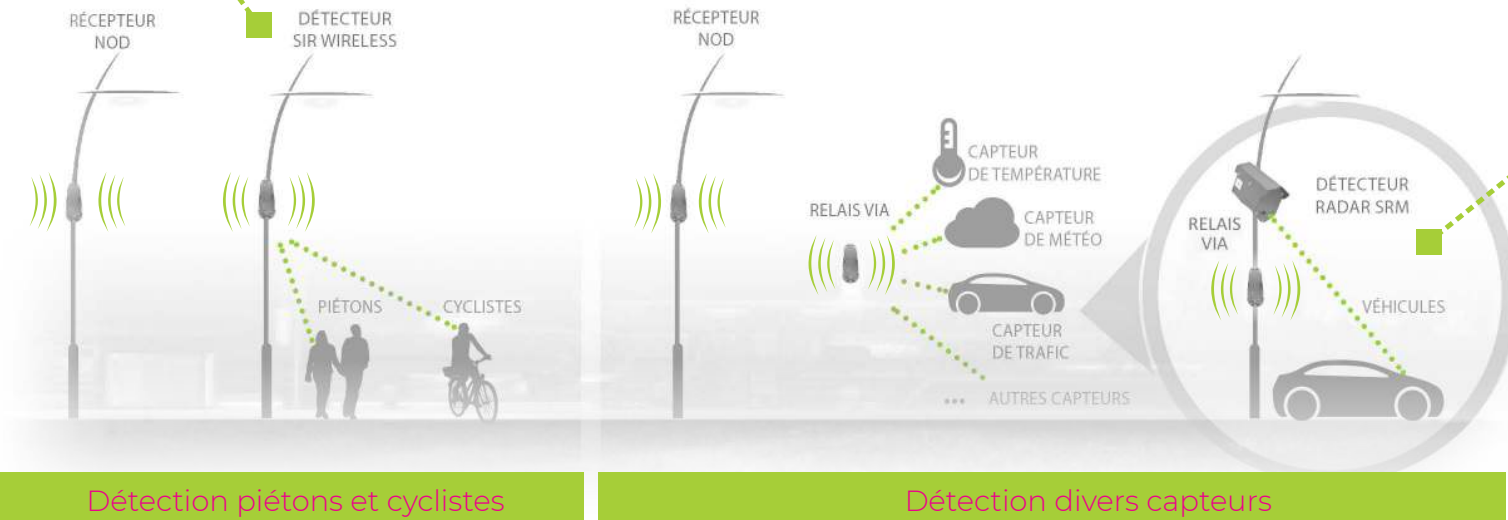 RÉCEPTEUR
NOD
DÉTECTEUR
SIR WIRELESS
PIÉTONS
CYCLISTES
Détection piétons et cyclistes
RÉCEPTEUR
NOD
RELAIS VIA
CAPTEUR
DE TEMPÉRATURE
CAPTEUR
DE MÉTÉO
CAPTEUR
DE TRAFIC
... AUTRES CAPTEURS
DÉTECTEUR
RADAR SRM
RELAIS
VIA
VÉHICULES
Détection divers capteurs